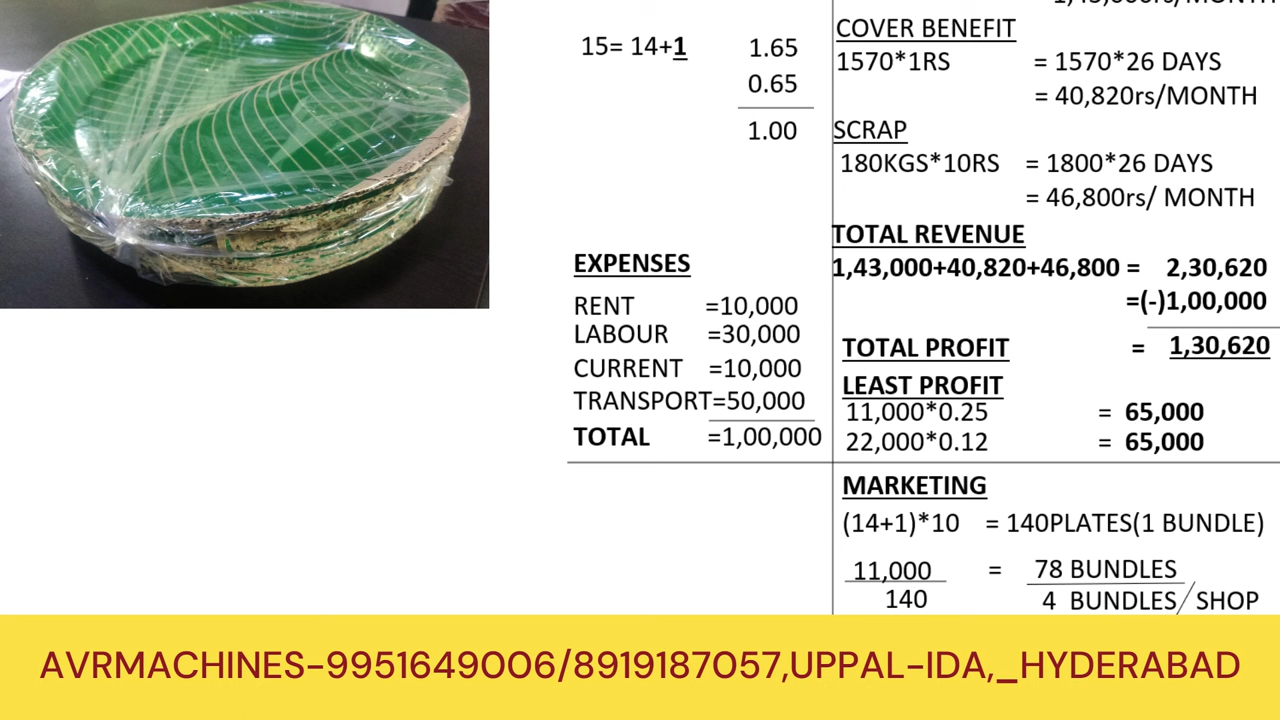 1,43,000rs/MONTH
15= 14+1
1.65
0.65
1.00
EXPENSES
RENT =10,000
LABOUR =30,000
CURRENT =10,000
TRANSPORT=50,000
TOTAL =1,00,000
COVER BENEFIT
1570*1RS = 1570*26 DAYS
= 40,820rs/MONTH
SCRAP
180KGS*10RS = 1800*26 DAYS
= 46,800rs/ MONTH
TOTAL REVENUE
1,43,000+40,820+46,800 = 2,30,620
=(-)1,00,000
TOTAL PROFIT = 1,30,620
LEAST PROFIT
11,000*0.25 = 65,000
22,000*0.12 = 65,000
MARKETING
(14+1)*10 = 140PLATES(1 BUNDLE)
11,000 = 78 BUNDLES
140 4 BUNDLES/SHOP
AVRMACHINES-9951649006/8919187057,UPPAL-IDA,_HYDERABAD